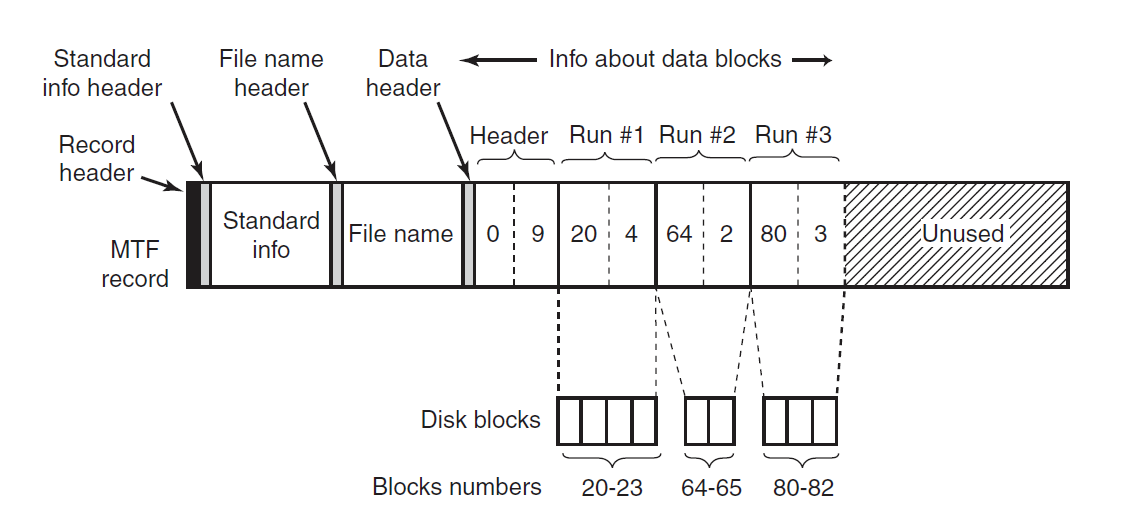 Standard
info header
File name
header
Data
header
Info about data blocks
Record
header
Header
Run #1
Run #2
Run #3
MTF
record
Standard
info
File name
0
9
20
4
64
2
80
3
Unused
Disk blocks
Blocks numbers
20-23
64-65
80-82